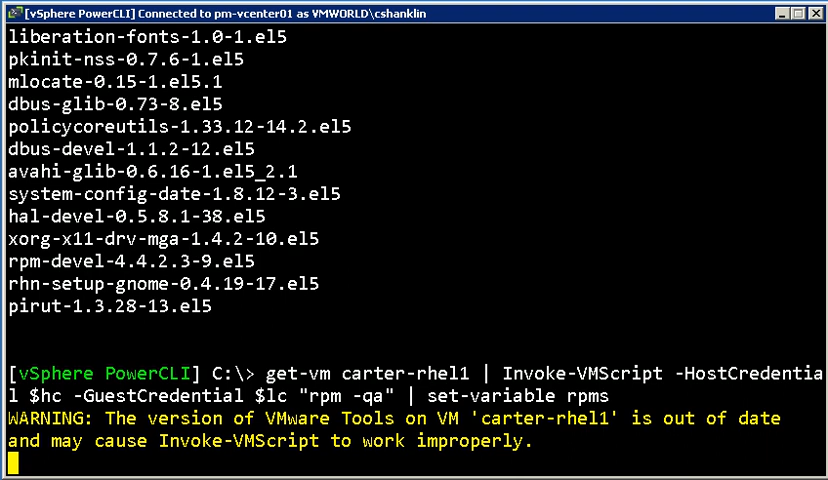 [vSphere PowerCLI] Connected to pm-vcenter01 as VMWORLD\cshanklin
liberation-fonts-1.0-1.el5
pkinit-nss-0.7.6-1.el5
mlocate-0.15-1.el5.1
dbus-glib-0.73-8.el5
policycoreutils-1.33.12-14.2.el5
dbus-devel-1.1.2-12.el5
avahi-glib-0.6.16-1.el5_2.1
system-config-date-1.8.12-3.el5
hal-devel-0.5.8.1-38.el5
xorg-x11-drv-mga-1.4.2-10.el5
rpm-devel-4.4.2.3-9.el5
rhn-setup-gnome-0.4.19-17.el5
pirut-1.3.28-13.el5
[vSphere PowerCLI] C:\> get-vm carter-rhel1 | Invoke-VMScript -HostCredentia
l $hc -GuestCredential $lc "rpm -qa" | set-variable rpms
WARNING: The version of VMware Tools on VM 'carter-rhel1' is out of date
and may cause Invoke-VMScript to work improperly.